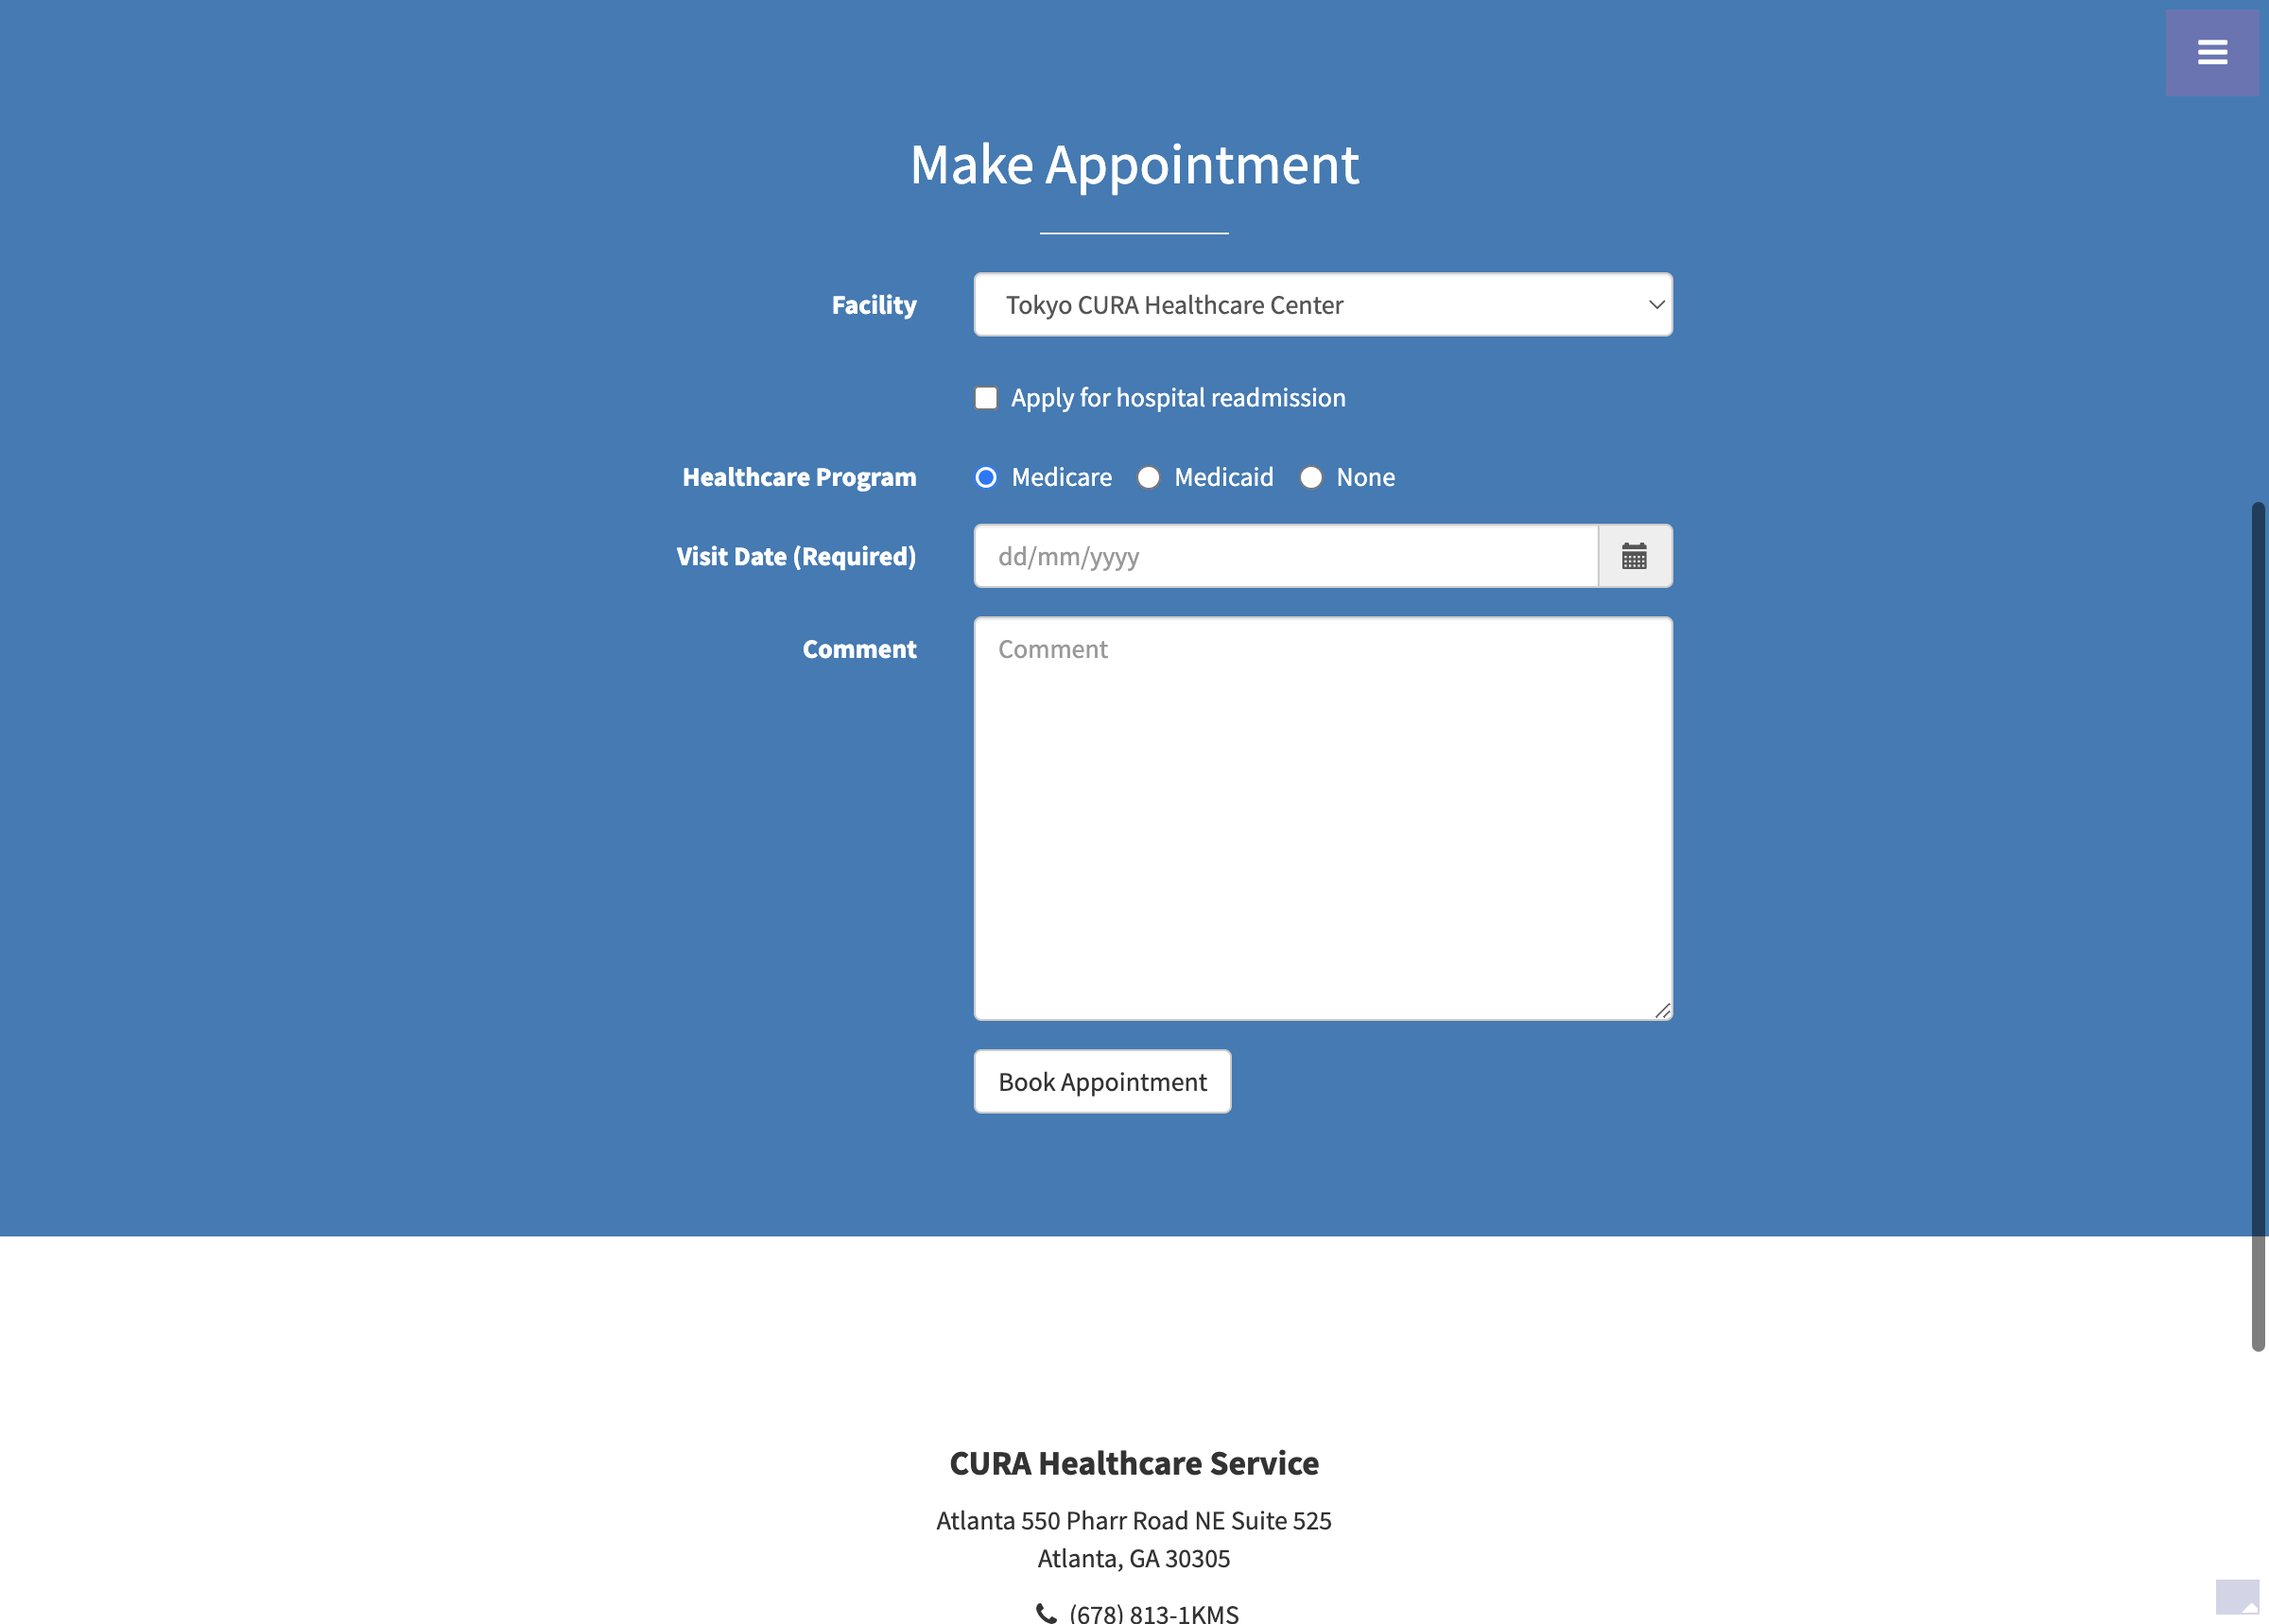 Make Appointment
Facility
Tokyo CURA Healthcare Center
Apply for hospital readmission
Healthcare Program
Medicare Medicaid None
Visit Date (Required)
dd/mm/yyyy
Comment
Comment
Book Appointment
CURA Healthcare Service
Atlanta 550 Pharr Road NE Suite 525
Atlanta, GA 30305
(678) 813-1KMS